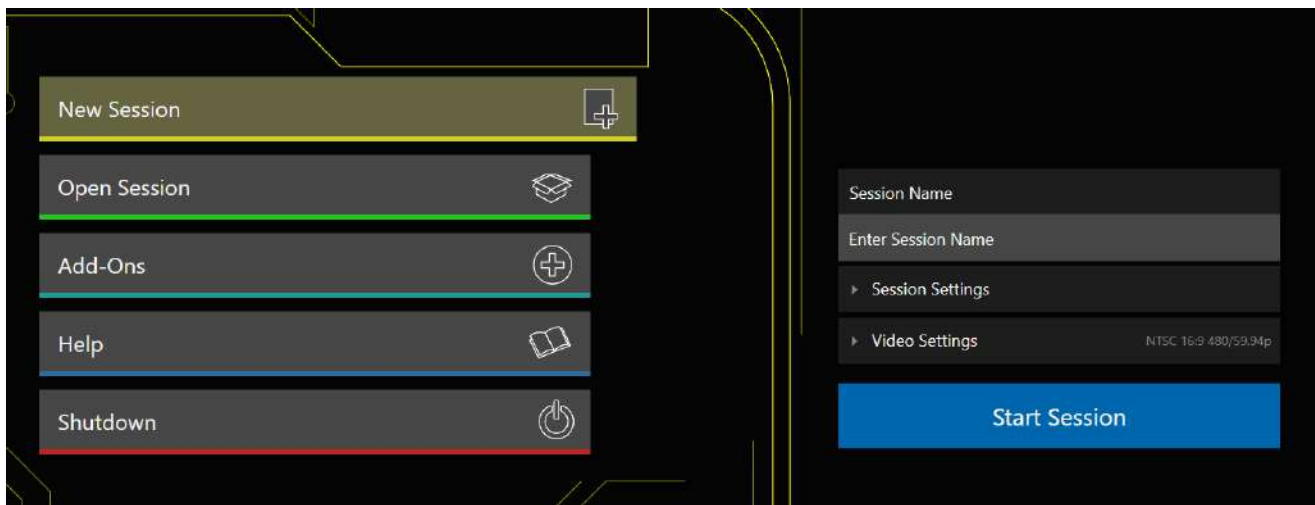 New Session
Open Session
Add-Ons
Help
Shutdown
Session Name
Enter Session Name
Session Settings
Video Settings NTSC 16:9 480/59.94p
Start Session